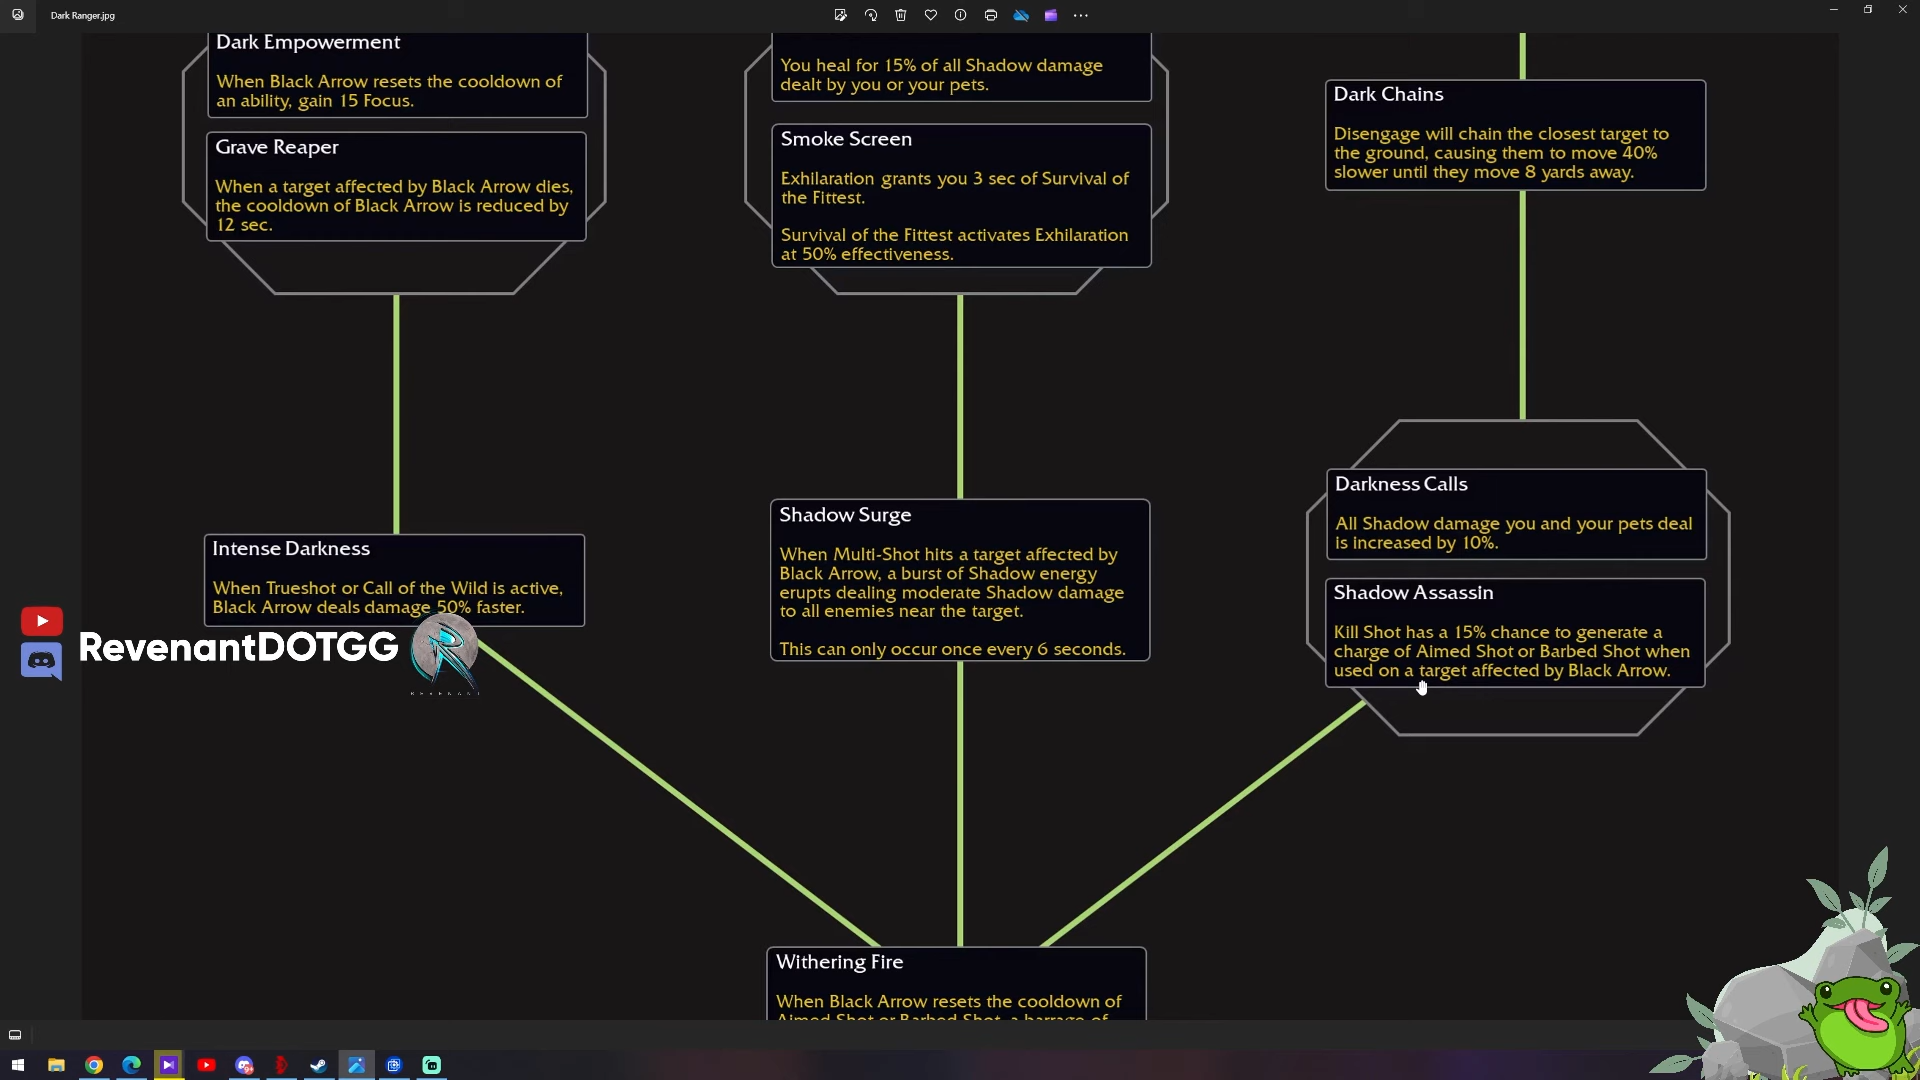 Dark Ranger.jpg
Dark Empowerment
When Black Arrow resets the cooldown of
an ability, gain 15 Focus.
Grave Reaper
When a target affected by Black Arrow dies,
the cooldown of Black Arrow is reduced by
12 sec.
You heal for 15% of all Shadow damage
dealt by you or your pets.
Smoke Screen
Exhilaration grants you 3 sec of Survival of
the Fittest.
Survival of the Fittest activates Exhilaration
at 50% effectiveness.
Dark Chains
Disengage will chain the closest target to
the ground, causing them to move 40%
slower until they move 8 yards away.
Intense Darkness
When Trueshot or Call of the Wild is active,
Black Arrow deals damage 50% faster.
RevenantDOTGG
REVENANT
Shadow Surge
When Multi-Shot hits a target affected by
Black Arrow, a burst of Shadow energy
erupts dealing moderate Shadow damage
to all enemies near the target.
This can only occur once every 6 seconds.
Darkness Calls
All Shadow damage you and your pets deal
is increased by 10%.
Shadow Assassin
Kill Shot has a 15% chance to generate a
charge of Aimed Shot or Barbed Shot when
used on a target affected by Black Arrow.
Withering Fire
When Black Arrow resets the cooldown of
Aimed Shot or Barbed Shot, a barrage of